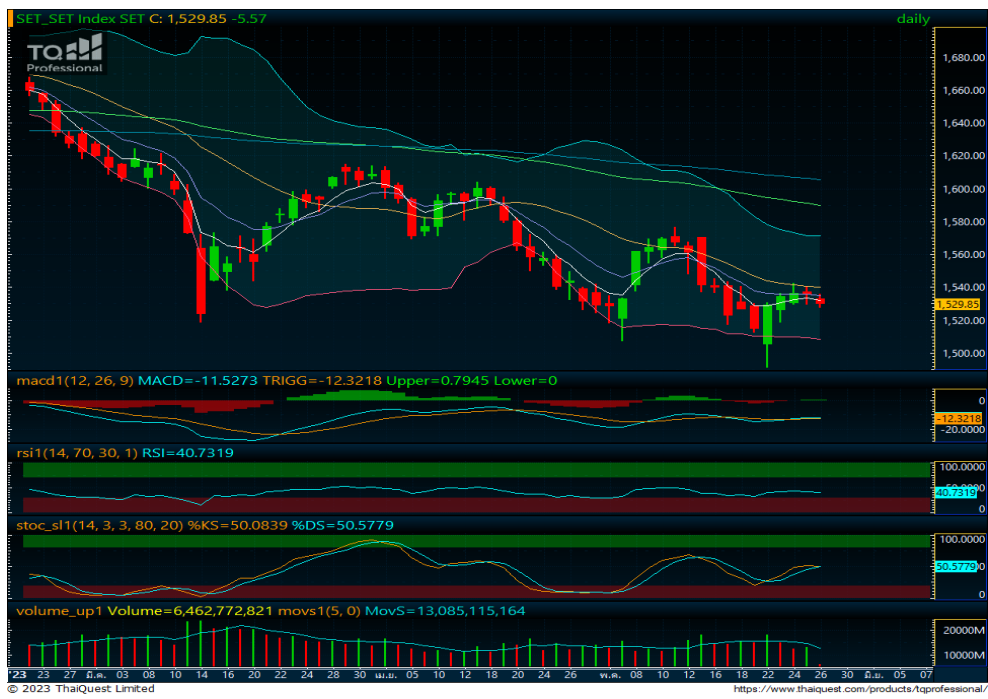 SET_SET Index SET C: 1,529.85 -5.57 daily
TQ Professional
1,680.00
1,660.00
1,640.00
1,620.00
1,600.00
1,580.00
1,560.00
1,540.00
1,529.85
1,520.00
1,500.00
macd1(12, 26, 9) MACD=-11.5273 TRIGG=-12.3218 Upper=0.7945 Lower=0
0
-12.3218
-20.0000
rsi1(14, 70, 30, 1) RSI=40.7319
100.0000
40.7319
0
stoc_sl1(14, 3, 3, 80, 20) %KS=50.0839 %DS=50.5779
100.0000
50.5779
0
volume_up1 Volume=6,462,772,821 movs1(5, 0) MovS=13,085,115,164
20000M
10000M
'23 23 27 มี.ค. 03 08 10 14 16 20 22 24 28 30 เม.ย. 05 10 12 18 20 24 26 พ.ค. 08 10 12 16 18 22 24 26 30 มิ.ย. 05 07
© 2023 ThaiQuest Limited https://www.thaiquest.com/products/tqprofessional/